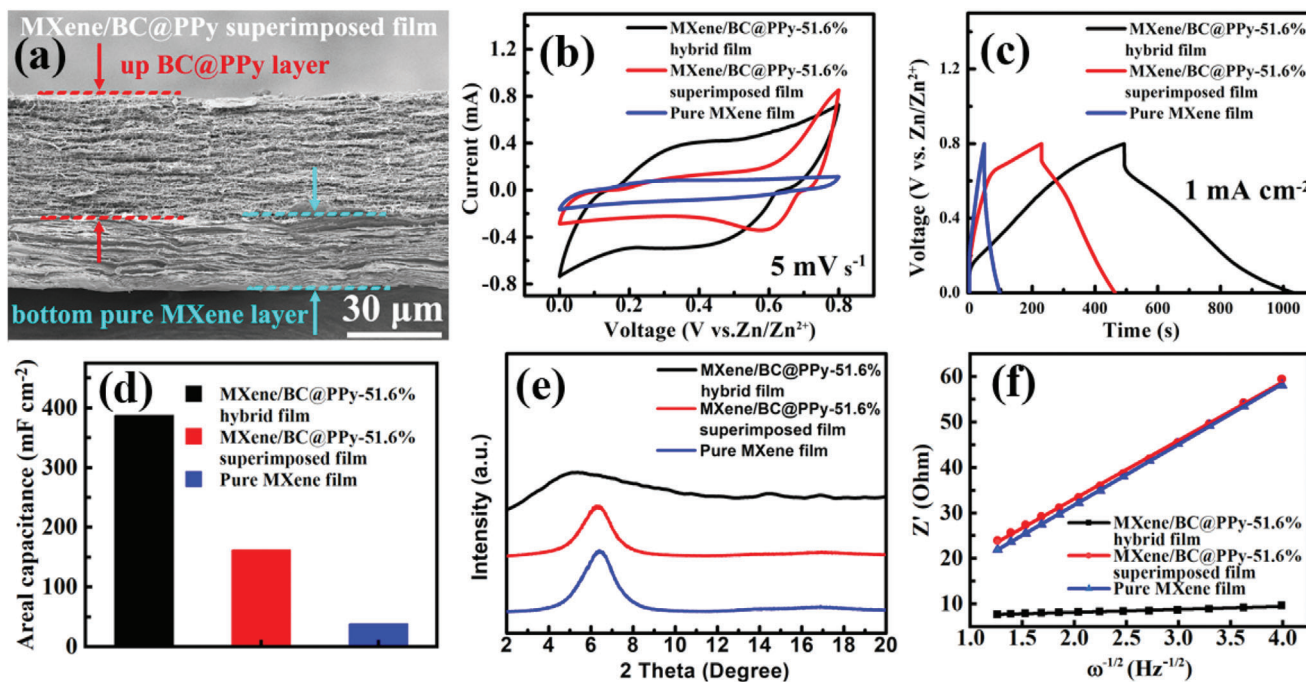 MXene/BC@PPy superimposed film
(a)
up BC@PPy layer
bottom pure MXene layer
30 μm
(b)
MXene/BC@PPy-51.6%
hybrid film
MXene/BC@PPy-51.6%
superimposed film
Pure MXene film
5 mV s⁻¹
Current (mA)
0.8
0.4
0.0
-0.4
-0.8
0.0 0.2 0.4 0.6 0.8
Voltage (V vs.Zn/Zn²⁺)
(c)
MXene/BC@PPy-51.6%
hybrid film
MXene/BC@PPy-51.6%
superimposed film
Pure MXene film
1 mA cm⁻²
Voltage (V vs. Zn/Zn²⁺)
1.2
0.8
0.4
0.0
0 200 400 600 800 1000
Time (s)
(d)
MXene/BC@PPy-51.6%
hybrid film
MXene/BC@PPy-51.6%
superimposed film
Pure MXene film
Areal capacitance (mF cm⁻²)
400
300
200
100
0
(e)
MXene/BC@PPy-51.6%
hybrid film
MXene/BC@PPy-51.6%
superimposed film
Pure MXene film
Intensity (a.u.)
2 4 6 8 10 12 14 16 18 20
2 Theta (Degree)
(f)
MXene/BC@PPy-51.6%
hybrid film
MXene/BC@PPy-51.6%
superimposed film
Pure MXene film
Z' (Ohm)
60
50
40
30
20
10
1.0 1.5 2.0 2.5 3.0 3.5 4.0
ω⁻¹/² (Hz⁻¹/²)